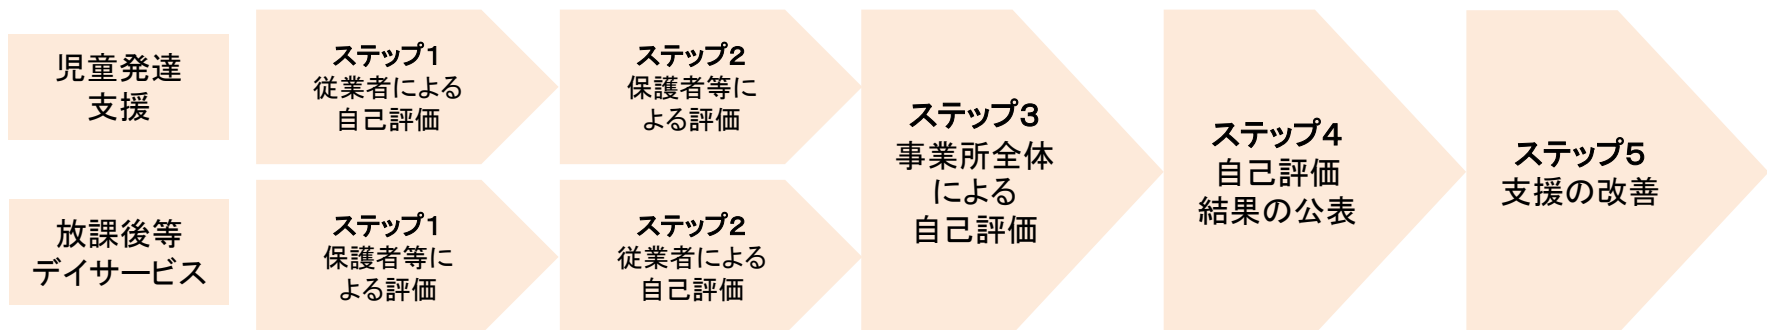 児童発達
支援
ステップ1
従業者による
自己評価
ステップ2
保護者等に
よる評価
放課後等
デイサービス
ステップ1
保護者等に
よる評価
ステップ2
従業者による
自己評価
ステップ3
事業所全体
による
自己評価
ステップ4
自己評価
結果の公表
ステップ5
支援の改善